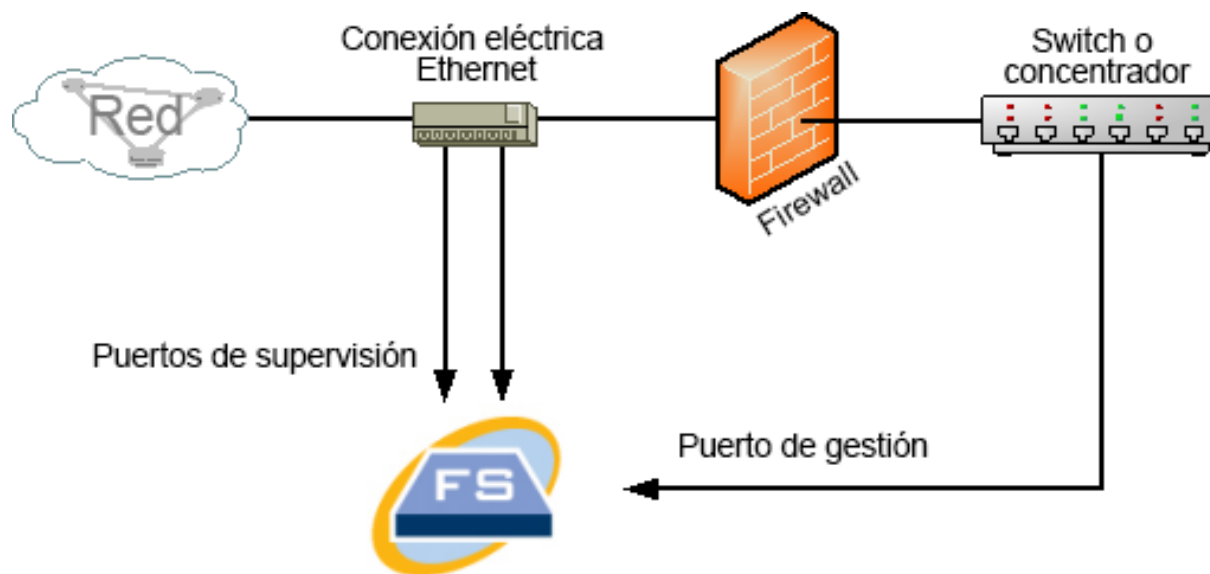 Conexión eléctrica
Ethernet
Switch o
concentrador
Red
Firewall
Puertos de supervisión
Puerto de gestión
FS